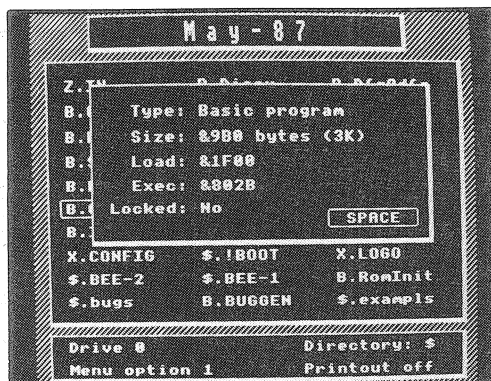 May-87
Z.
B.
Type: Basic program
B.
Size: &9B0 bytes (3K)
B.
Load: &1F00
B.
Exec: &802B
B.
Locked: No
SPACE
B.
X.CONFIG $.!BOOT X.LOGO
$.BEE-2 $.BEE-1 B.RomInit
$.bugs B.BUGGEN $.exampls
Drive 0 Directory: $
Menu option 1 Printout off